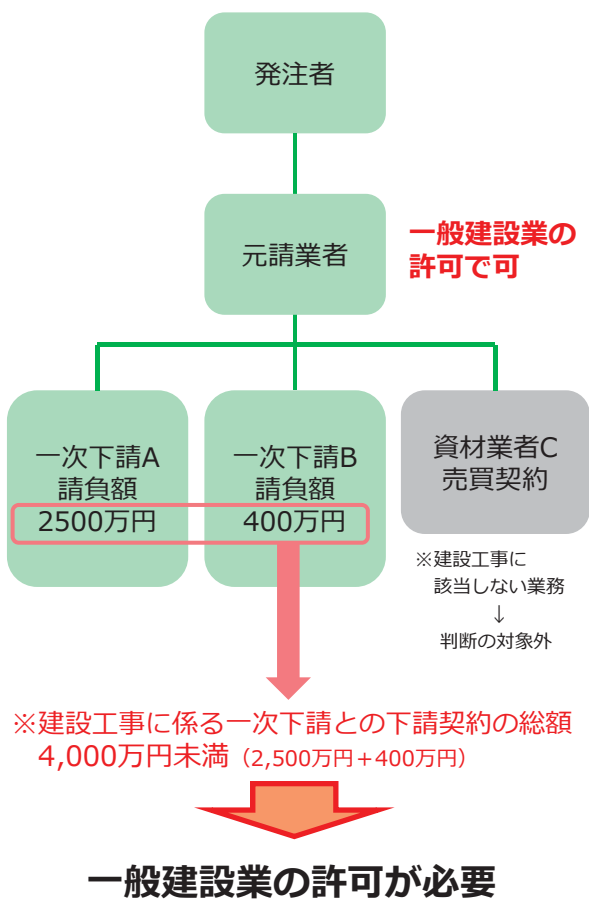 発注者
元請業者
一般建設業の
許可で可
一次下請A
請負額
2500万円
一次下請B
請負額
400万円
資材業者C
売買契約
※建設工事に
該当しない業務
↓
判断の対象外
※建設工事に係る一次下請との下請契約の総額
4,000万円未満（2,500万円＋400万円）
一般建設業の許可が必要